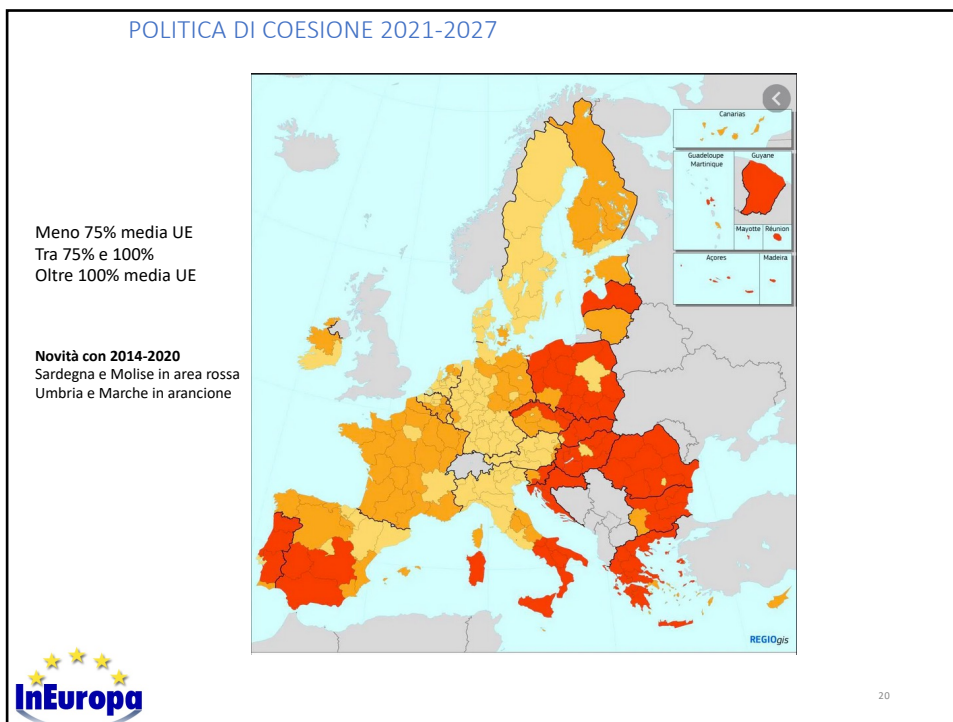 POLITICA DI COESIONE 2021-2027
Canarias
Guadeloupe
Martinique
Guyane
Mayotte
Réunion
Açores
Madeira
Meno 75% media UE
Tra 75% e 100%
Oltre 100% media UE
Novità con 2014-2020
Sardegna e Molise in area rossa
Umbria e Marche in arancione
REGIOgis
InEuropa
20